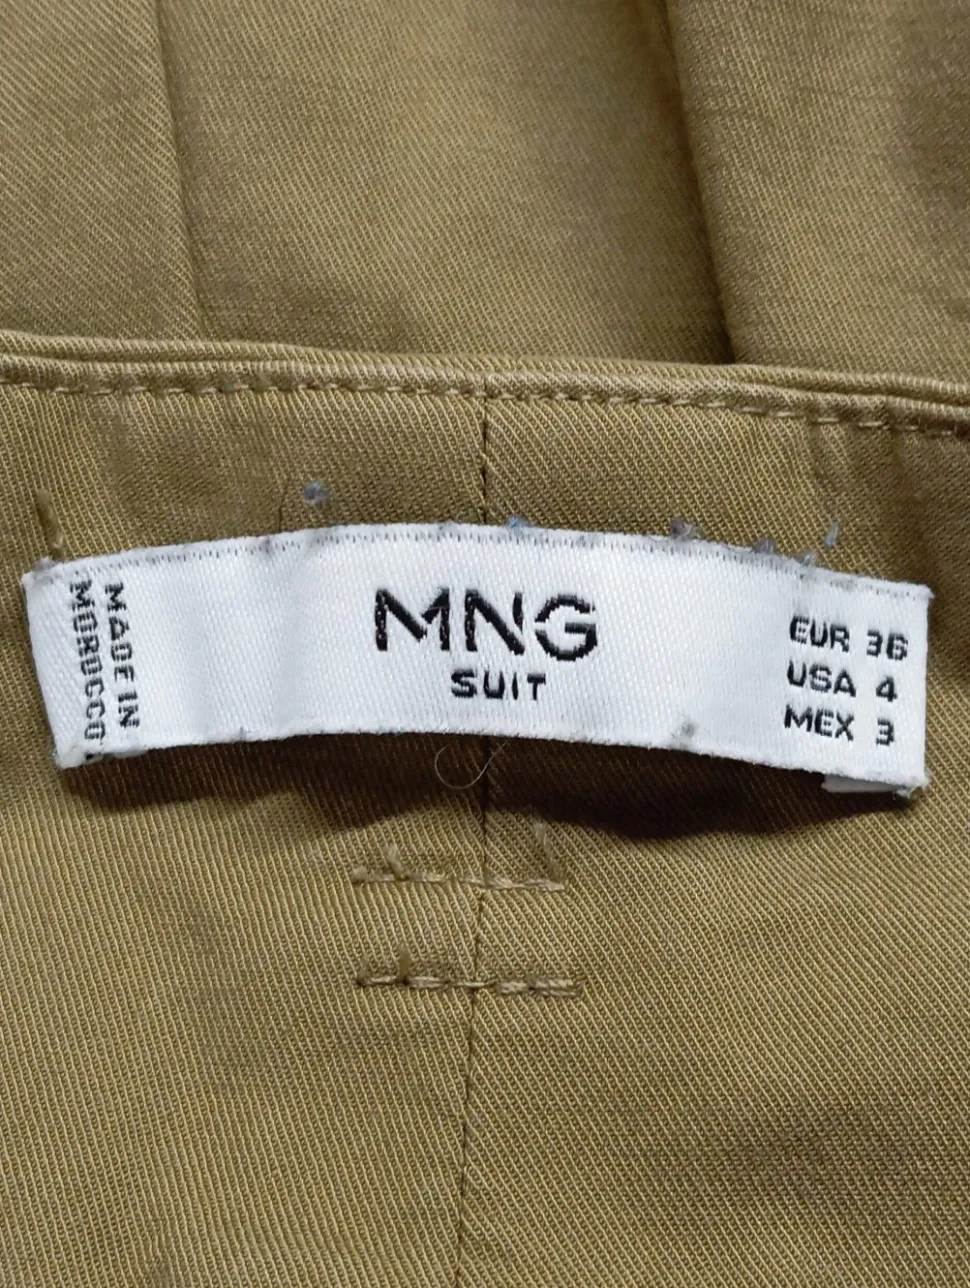 MADE IN
MOROCCO
MNG
SUIT
EUR 36
USA 4
MEX 3